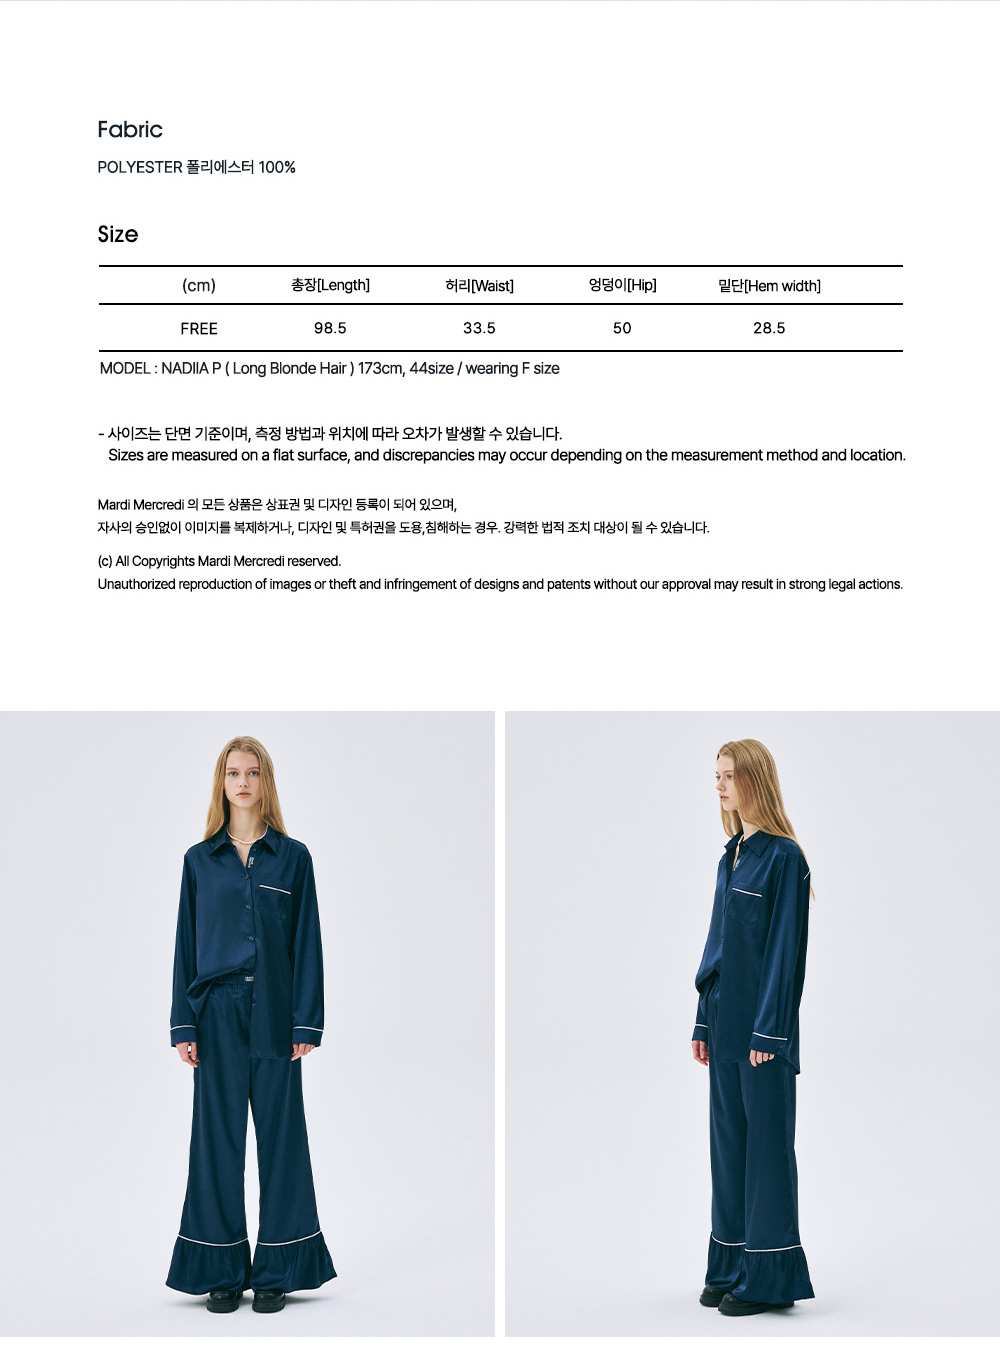 Fabric
POLYESTER 폴리에스터 100%
Size
(cm) 총장[Length] 허리[Waist] 엉덩이[Hip] 밑단[Hem width]
FREE 98.5 33.5 50 28.5
MODEL : NADIIA P ( Long Blonde Hair ) 173cm, 44size / wearing F size
- 사이즈는 단면 기준이며, 측정 방법과 위치에 따라 오차가 발생할 수 있습니다.
Sizes are measured on a flat surface, and discrepancies may occur depending on the measurement method and location.
Mardi Mercredi 의 모든 상품은 상표권 및 디자인 등록이 되어 있으며,
자사의 승인없이 이미지를 복제하거나, 디자인 및 특허권을 도용,침해하는 경우. 강력한 법적 조치 대상이 될 수 있습니다.
(c) All Copyrights Mardi Mercredi reserved.
Unauthorized reproduction of images or theft and infringement of designs and patents without our approval may result in strong legal actions.